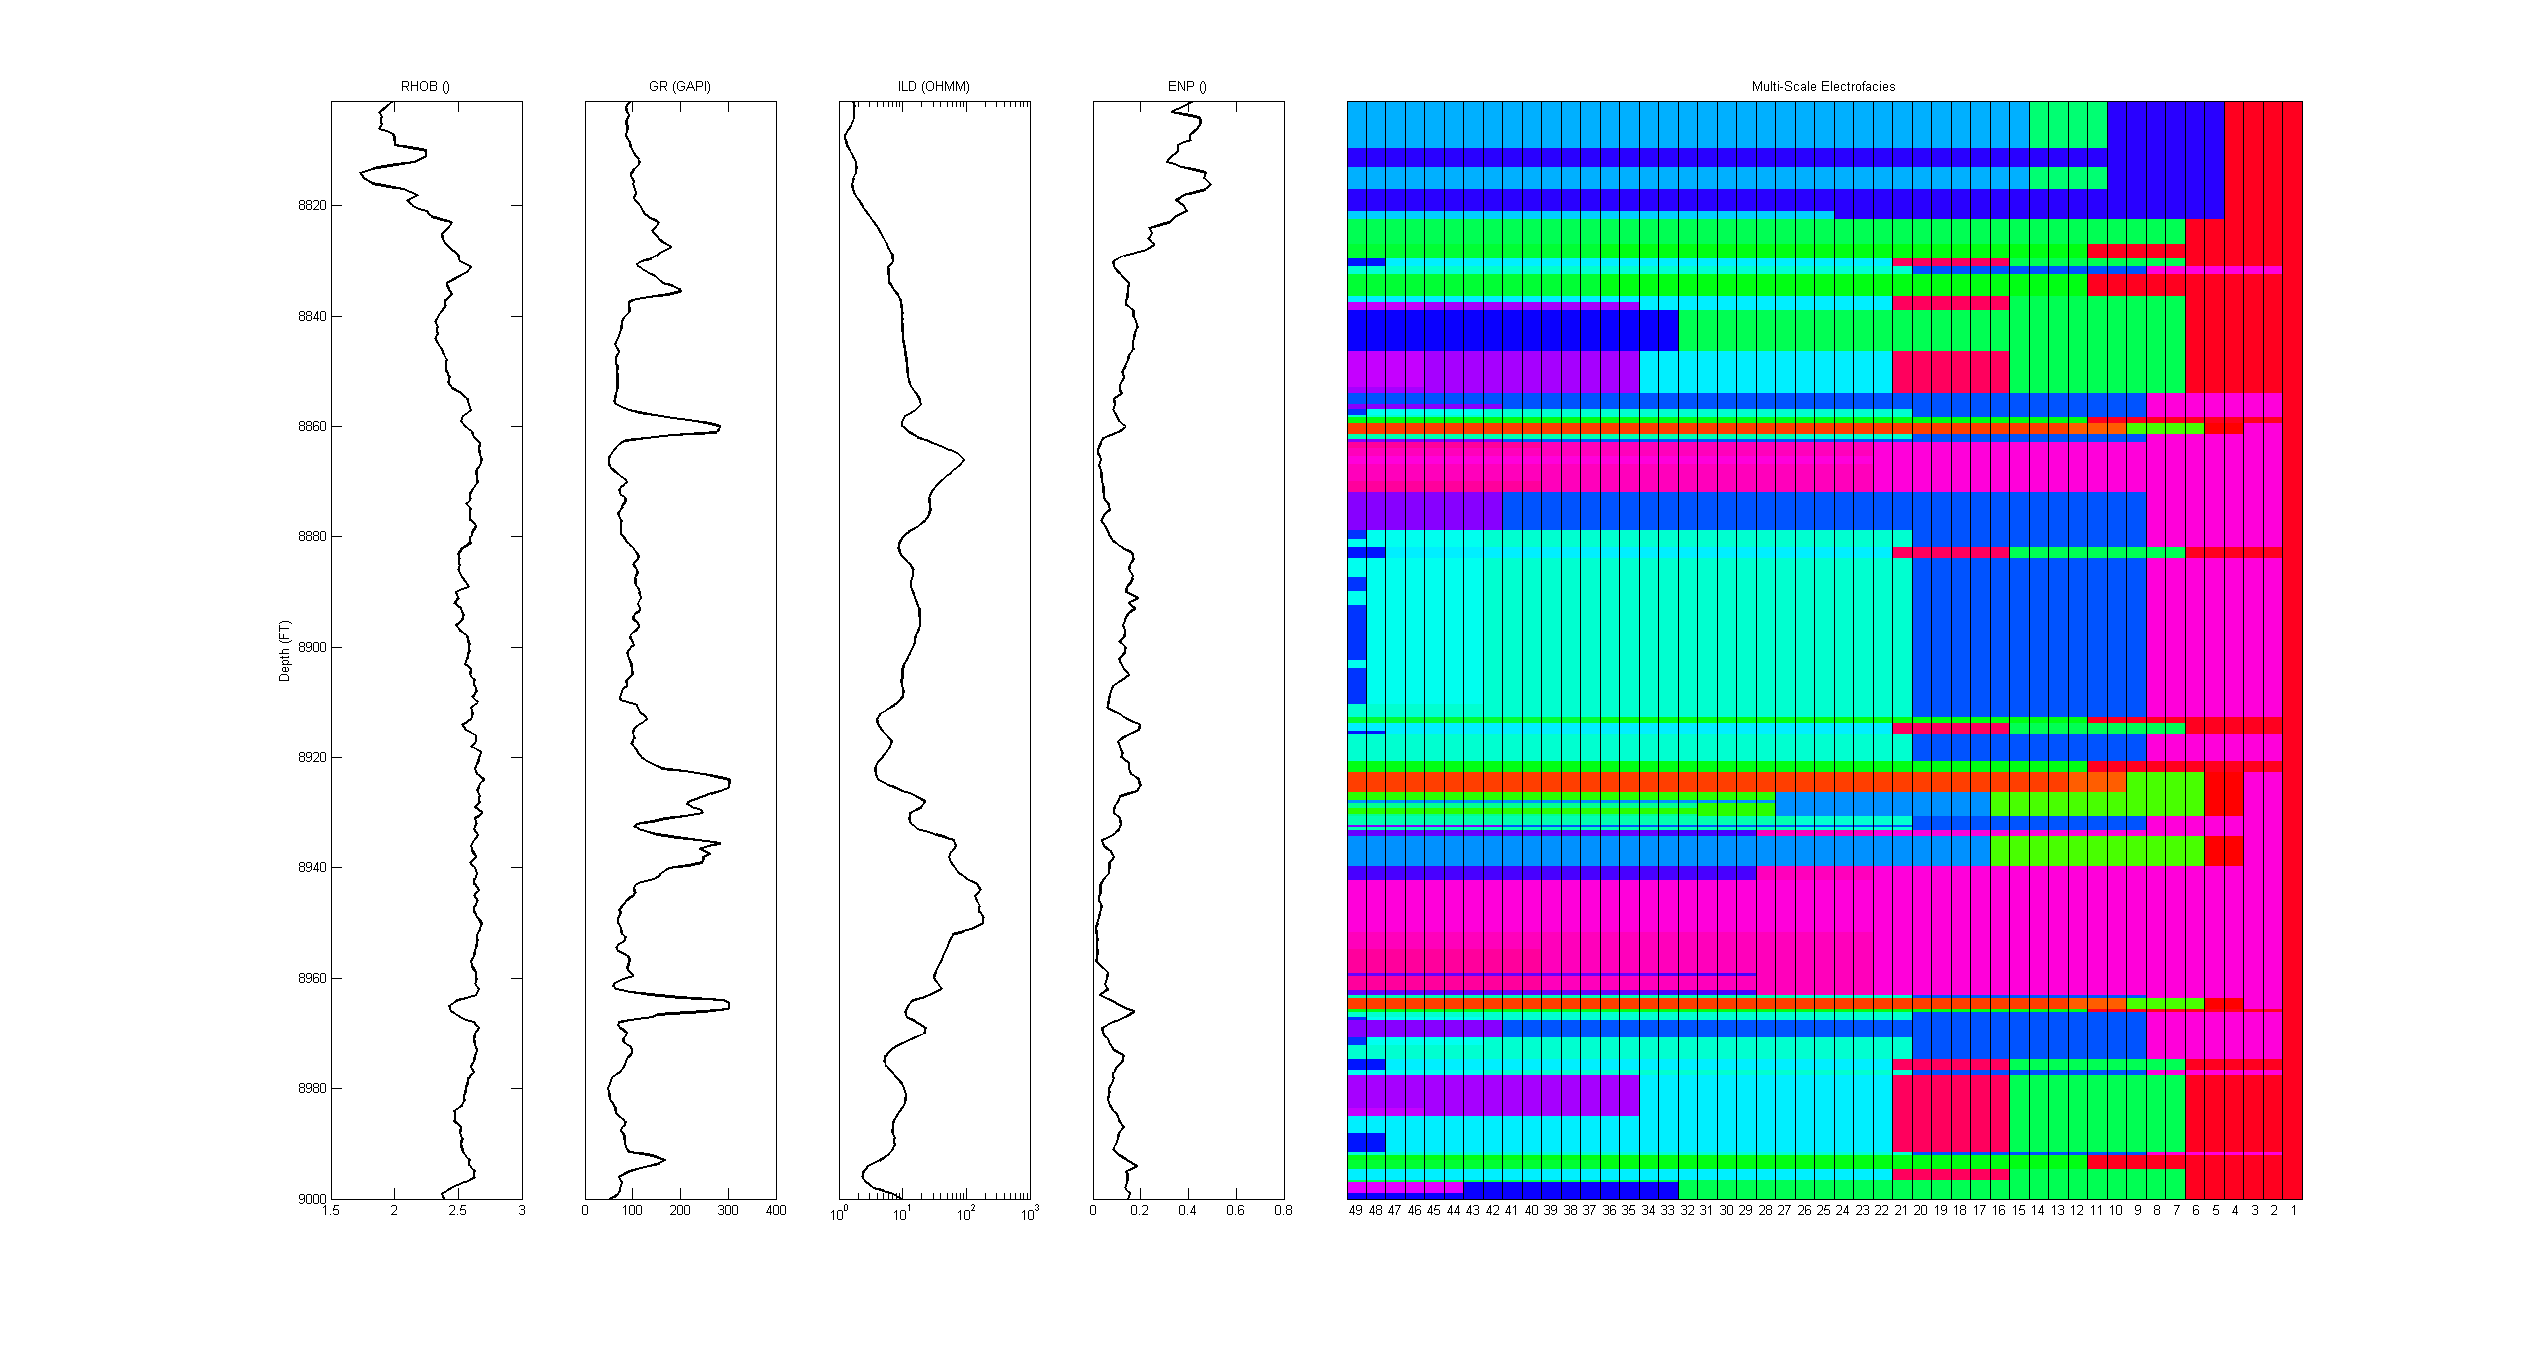 RHOB ()
GR (GAPI)
ILD (OHMM)
ENP ()
Multi-Scale Electrofacies
Depth (FT)
8820
8840
8860
8880
8900
8920
8940
8960
8980
9000
1.5 2 2.5 3
0 100 200 300 400
10^0 10^1 10^2 10^3
0 0.2 0.4 0.6 0.8
49 48 47 46 45 44 43 42 41 40 39 38 37 36 35 34 33 32 31 30 29 28 27 26 25 24 23 22 21 20 19 18 17 16 15 14 13 12 11 10 9 8 7 6 5 4 3 2 1